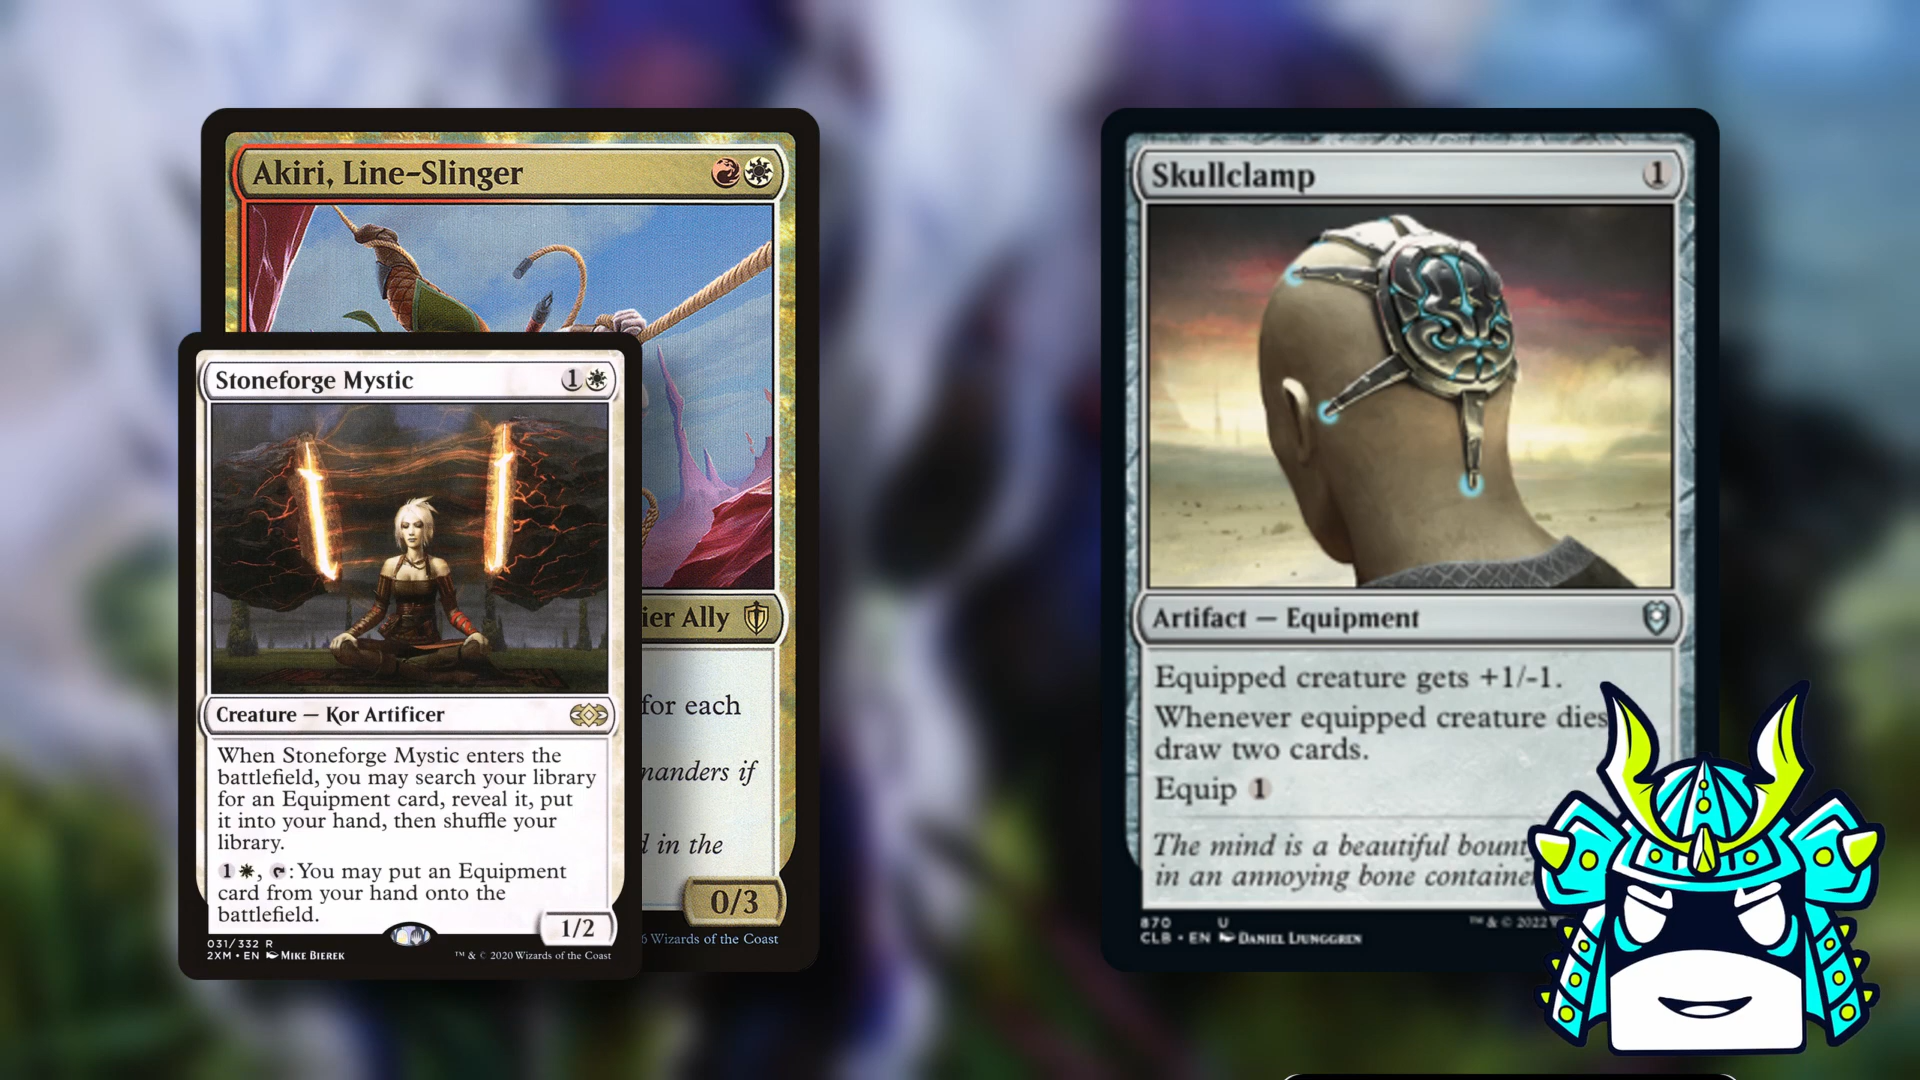 Akiri, Line-Slinger
Stoneforge Mystic
1
Creature — Kor Artificer
When Stoneforge Mystic enters the
battlefield, you may search your library
for an Equipment card, reveal it, put
it into your hand, then shuffle your
library.
1 , : You may put an Equipment
card from your hand onto the
battlefield.
1/2
031/332 R
2XM • EN Mike Bierek
™ & © 2020 Wizards of the Coast
Ally
for each
if
in the
0/3
6 Wizards of the Coast
Skullclamp
1
Artifact — Equipment
Equipped creature gets +1/-1.
Whenever equipped creature dies
draw two cards.
Equip 1
The mind is a beautiful
in an annoying bone
870 U
CLB • EN Daniel Ljunggren
™ & © 2022